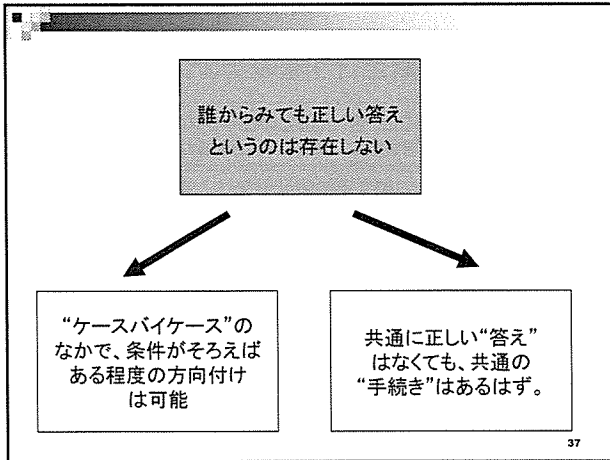 誰からみても正しい答え
というのは存在しない
“ケースバイケース”の
なかで、条件がそろえば
ある程度の方向付け
は可能
共通に正しい“答え”
はなくても、共通の
“手続き”はあるはず。
37